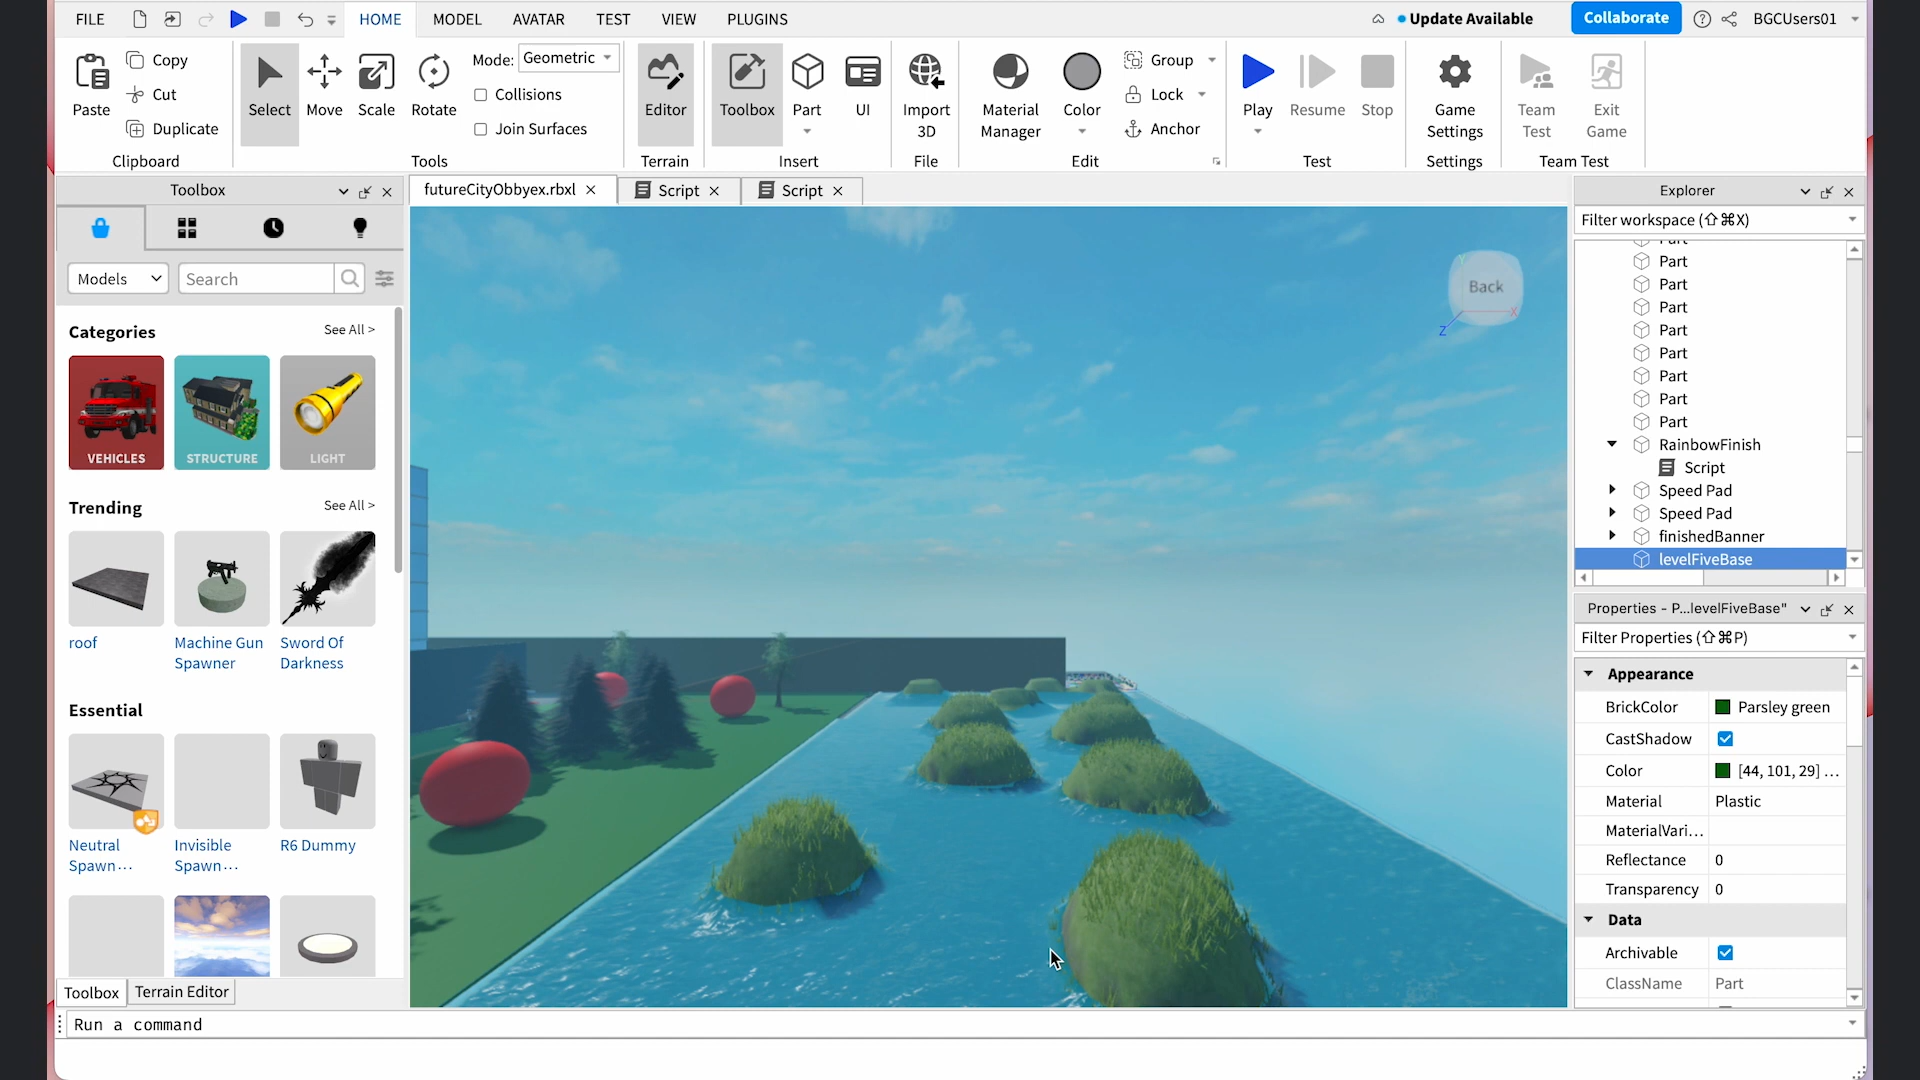 FILE
HOME
MODEL
AVATAR
TEST
VIEW
PLUGINS
Update Available
Collaborate
BGCUsers01
Paste
Copy
Cut
Duplicate
Clipboard
Select
Move
Scale
Rotate
Mode: Geometric
Collisions
Join Surfaces
Tools
Editor
Terrain
Toolbox
Part
UI
Insert
Import
3D
File
Material
Manager
Color
Group
Lock
Anchor
Edit
Play
Resume
Stop
Test
Game
Settings
Settings
Team
Test
Exit
Game
Team Test
Toolbox
futureCityObbyex.rbxl
Script
Script
Explorer
Filter workspace (⇧⌘X)
Models
Search
Categories
See All >
VEHICLES
STRUCTURE
LIGHT
Trending
See All >
roof
Machine Gun
Spawner
Sword Of
Darkness
Essential
Neutral
Spawn...
Invisible
Spawn...
R6 Dummy
Toolbox
Terrain Editor
Run a command
Back
Y
X
Z
Part
Part
Part
Part
Part
Part
Part
Part
Part
RainbowFinish
Script
Speed Pad
Speed Pad
finishedBanner
levelFiveBase
Properties - P...levelFiveBase"
Filter Properties (⇧⌘P)
Appearance
BrickColor
Parsley green
CastShadow
Color
[44, 101, 29] ...
Material
Plastic
MaterialVari...
Reflectance
0
Transparency
0
Data
Archivable
ClassName
Part